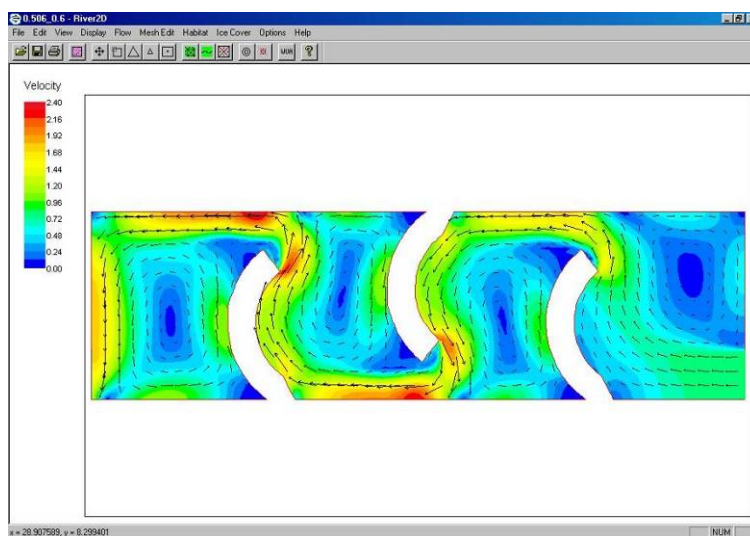 0.506_0.6 - River2D
File Edit View Display Flow Mesh Edit Habitat Ice Cover Options Help
MOR ?
Velocity
2.40
2.16
1.92
1.68
1.44
1.20
0.96
0.72
0.48
0.24
0.00
x = 28.907589, y = 8.299401
NUM